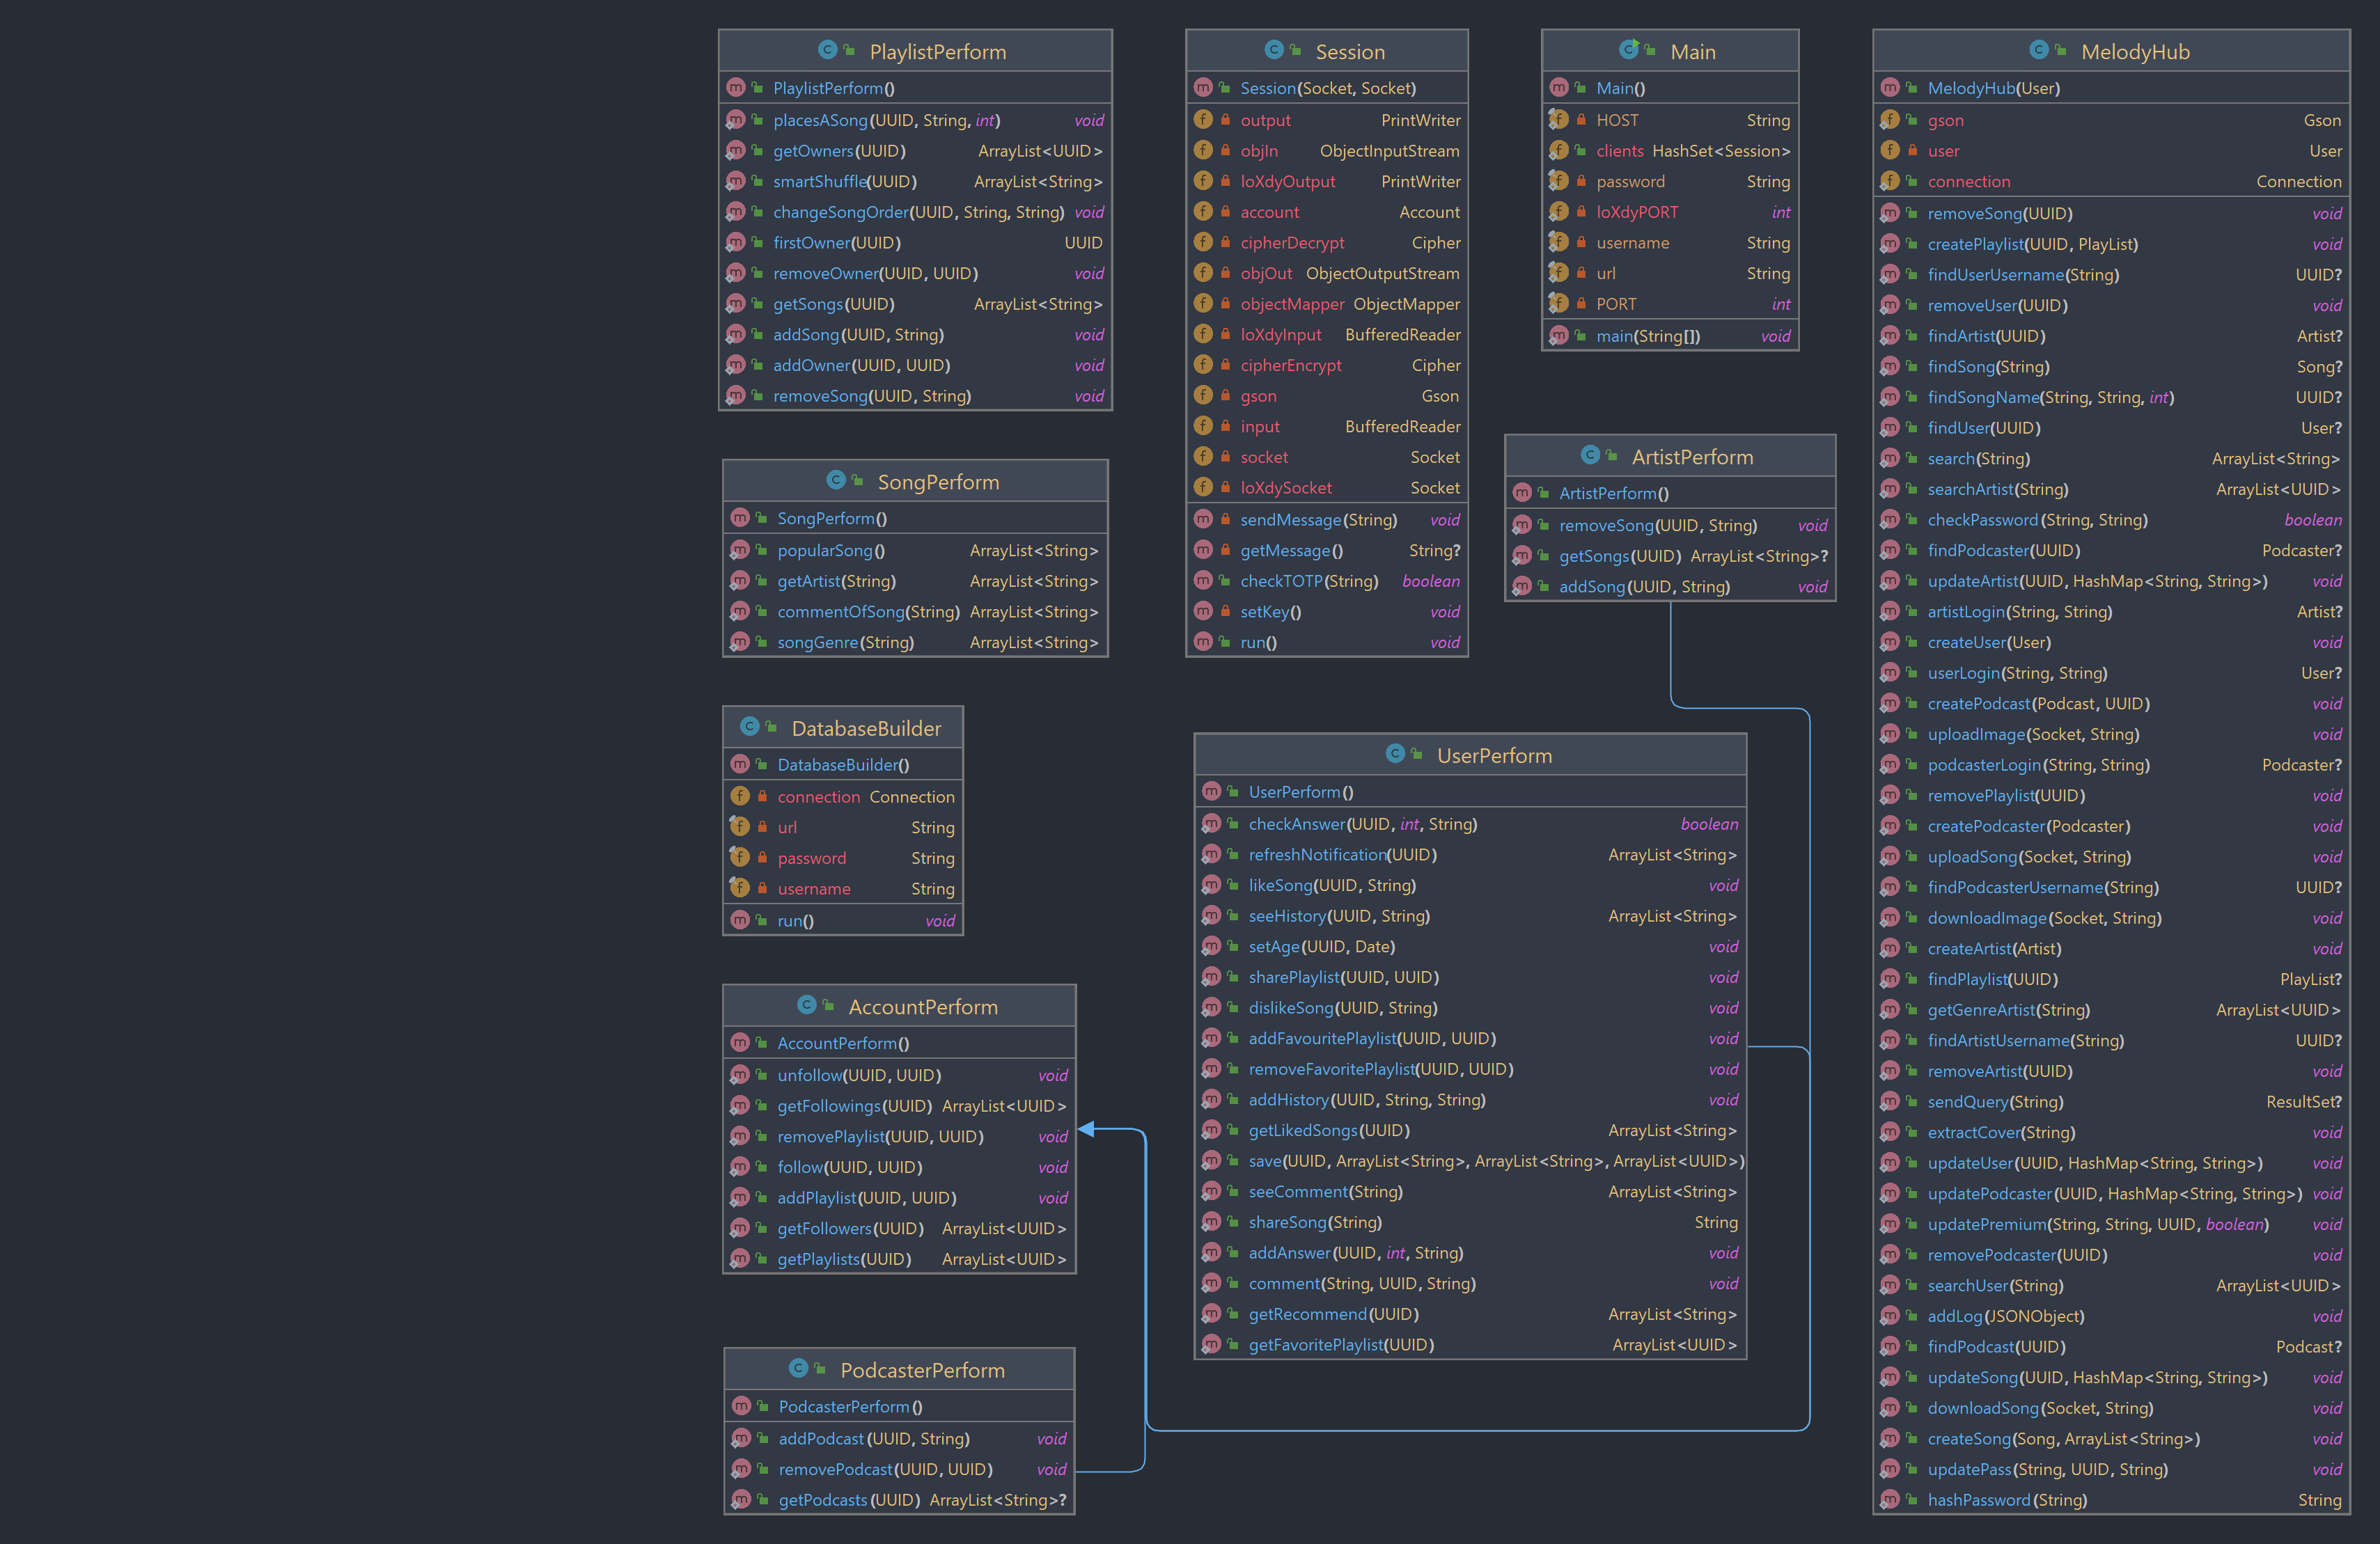 PlaylistPerform
PlaylistPerform()
placesASong(UUID, String, int) void
getOwners(UUID) ArrayList<UUID>
smartShuffle(UUID) ArrayList<String>
changeSongOrder(UUID, String, String) void
firstOwner(UUID) UUID
removeOwner(UUID, UUID) void
getSongs(UUID) ArrayList<String>
addSong(UUID, String) void
addOwner(UUID, UUID) void
removeSong(UUID, String) void
SongPerform
SongPerform()
popularSong() ArrayList<String>
getArtist(String) ArrayList<String>
commentOfSong(String) ArrayList<String>
songGenre(String) ArrayList<String>
DatabaseBuilder
DatabaseBuilder()
connection Connection
url String
password String
username String
run() void
AccountPerform
AccountPerform()
unfollow(UUID, UUID) void
getFollowings(UUID) ArrayList<UUID>
removePlaylist(UUID, UUID) void
follow(UUID, UUID) void
addPlaylist(UUID, UUID) void
getFollowers(UUID) ArrayList<UUID>
getPlaylists(UUID) ArrayList<UUID>
PodcasterPerform
PodcasterPerform()
addPodcast(UUID, String) void
removePodcast(UUID, UUID) void
getPodcasts(UUID) ArrayList<String>?
Session
Session(Socket, Socket)
output PrintWriter
objIn ObjectInputStream
loXdyOutput PrintWriter
account Account
cipherDecrypt Cipher
objOut ObjectOutputStream
objectMapper ObjectMapper
loXdyInput BufferedReader
cipherEncrypt Cipher
gson Gson
input BufferedReader
socket Socket
loXdySocket Socket
sendMessage(String) void
getMessage() String?
checkTOTP(String) boolean
setKey() void
run() void
Main
Main()
HOST String
clients HashSet<Session>
password String
loXdyPORT int
username String
url String
PORT int
main(String[]) void
ArtistPerform
ArtistPerform()
removeSong(UUID, String) void
getSongs(UUID) ArrayList<String>?
addSong(UUID, String) void
UserPerform
UserPerform()
checkAnswer(UUID, int, String) boolean
refreshNotification(UUID) ArrayList<String>
likeSong(UUID, String) void
seeHistory(UUID, String) ArrayList<String>
setAge(UUID, Date) void
sharePlaylist(UUID, UUID) void
dislikeSong(UUID, String) void
addFavouritePlaylist(UUID, UUID) void
removeFavoritePlaylist(UUID, UUID) void
addHistory(UUID, String, String) void
getLikedSongs(UUID) ArrayList<String>
save(UUID, ArrayList<String>, ArrayList<String>, ArrayList<UUID>)
seeComment(String) ArrayList<String>
shareSong(String) String
addAnswer(UUID, int, String) void
comment(String, UUID, String) void
getRecommend(UUID) ArrayList<String>
getFavoritePlaylist(UUID) ArrayList<UUID>
MelodyHub
MelodyHub(User)
gson Gson
user User
connection Connection
removeSong(UUID) void
createPlaylist(UUID, PlayList) void
findUserUsername(String) UUID?
removeUser(UUID) void
findArtist(UUID) Artist?
findSong(String) Song?
findSongName(String, String, int) UUID?
findUser(UUID) User?
search(String) ArrayList<String>
searchArtist(String) ArrayList<UUID>
checkPassword(String, String) boolean
findPodcaster(UUID) Podcaster?
updateArtist(UUID, HashMap<String, String>) void
artistLogin(String, String) Artist?
createUser(User) void
userLogin(String, String) User?
createPodcast(Podcast, UUID) void
uploadImage(Socket, String) void
podcasterLogin(String, String) Podcaster?
removePlaylist(UUID) void
createPodcaster(Podcaster) void
uploadSong(Socket, String) void
findPodcasterUsername(String) UUID?
downloadImage(Socket, String) void
createArtist(Artist) void
findPlaylist(UUID) PlayList?
getGenreArtist(String) ArrayList<UUID>
findArtistUsername(String) UUID?
removeArtist(UUID) void
sendQuery(String) ResultSet?
extractCover(String) void
updateUser(UUID, HashMap<String, String>) void
updatePodcaster(UUID, HashMap<String, String>) void
updatePremium(String, String, UUID, boolean) void
removePodcaster(UUID) void
searchUser(String) ArrayList<UUID>
addLog(JSONObject) void
findPodcast(UUID) Podcast?
updateSong(UUID, HashMap<String, String>) void
downloadSong(Socket, String) void
createSong(Song, ArrayList<String>) void
updatePass(String, UUID, String) void
hashPassword(String) String